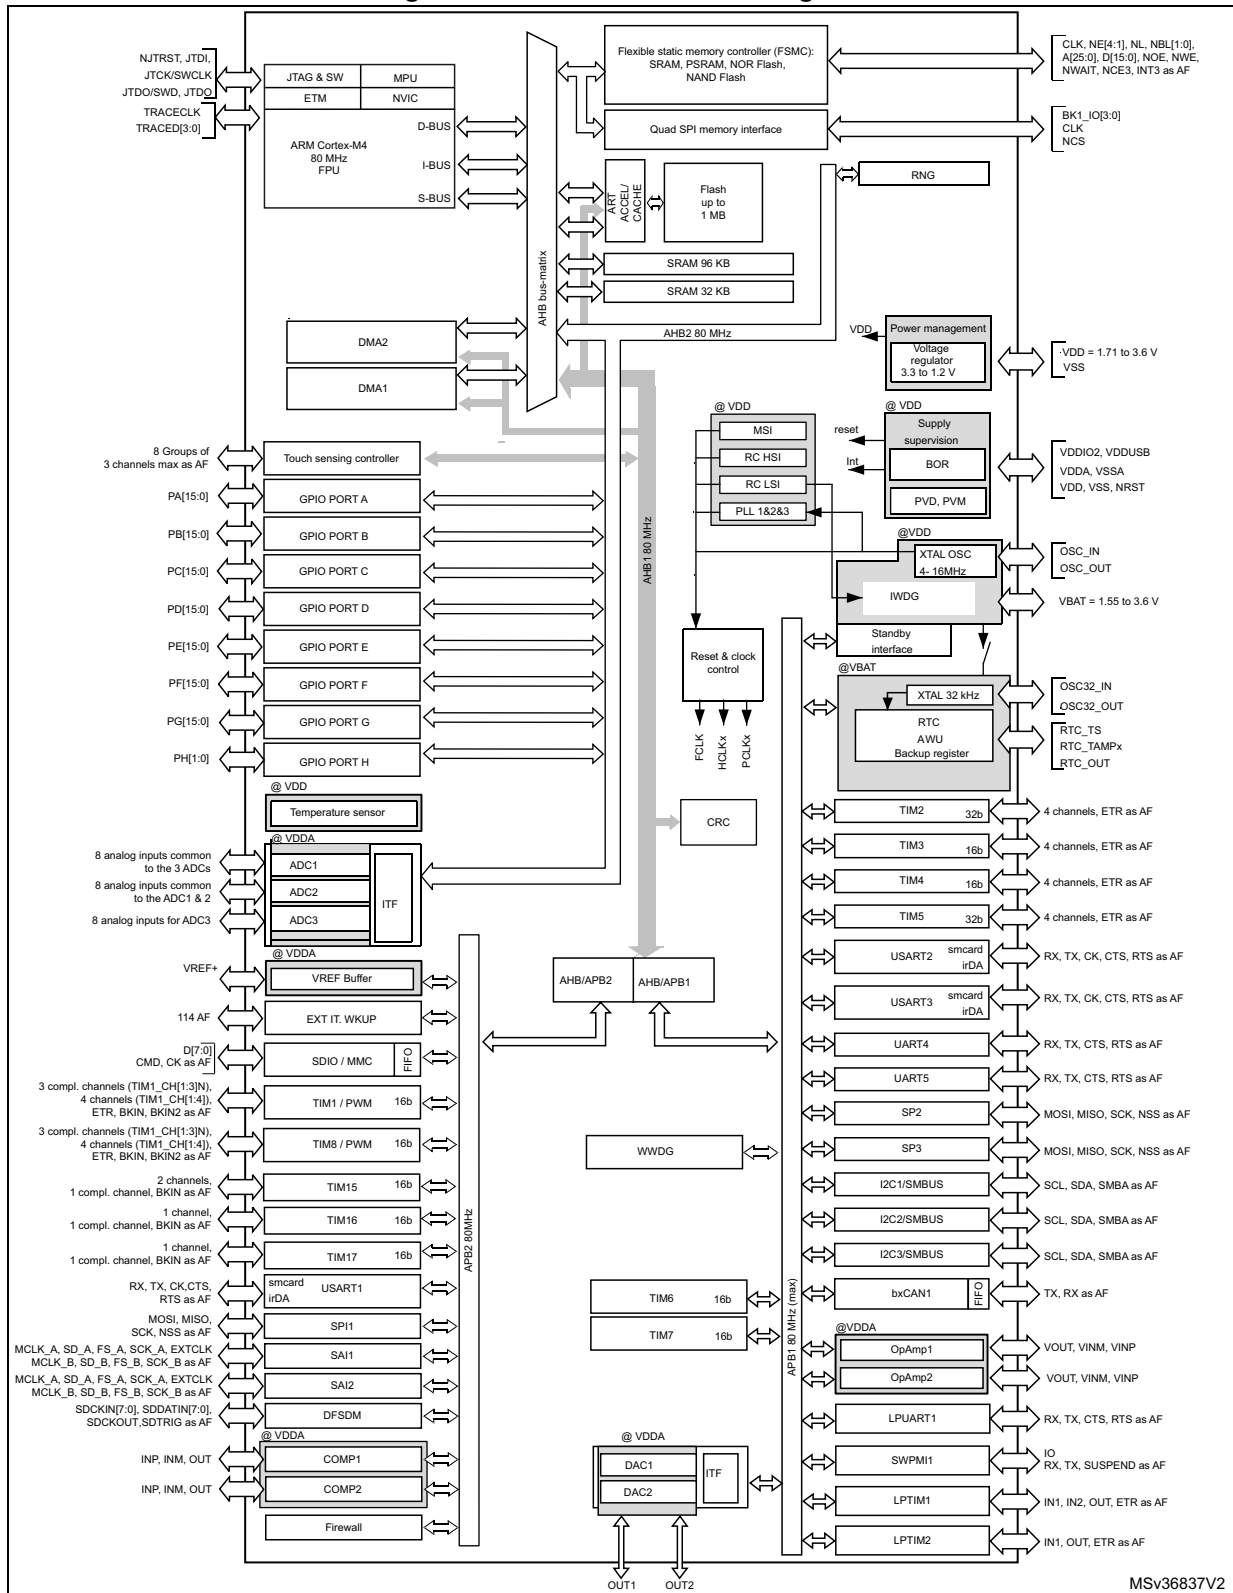 NJTRST, JTDI,
JTCK/SWCLK
JTDO/SWD, JTDO
TRACECLK
TRACED[3:0]
JTAG & SW
MPU
ETM
NVIC
ARM Cortex-M4
80 MHz
FPU
D-BUS
I-BUS
S-BUS
AHB bus-matrix
Flexible static memory controller (FSMC):
SRAM, PSRAM, NOR Flash,
NAND Flash
CLK, NE[4:1], NL, NBL[1:0],
A[25:0], D[15:0], NOE, NWE,
NWAIT, NCE3, INT3 as AF
Quad SPI memory interface
BK1_IO[3:0]
CLK
NCS
ART
ACCEL/
CACHE
Flash
up to
1 MB
RNG
SRAM 96 KB
SRAM 32 KB
AHB2 80 MHz
DMA2
DMA1
VDD
Power management
Voltage
regulator
3.3 to 1.2 V
VDD = 1.71 to 3.6 V
VSS
@ VDD
MSI
RC HSI
RC LSI
PLL 1&2&3
@ VDD
reset
Int
Supply
supervision
BOR
PVD, PVM
VDDIO2, VDDUSB
VDDA, VSSA
VDD, VSS, NRST
8 Groups of
3 channels max as AF
Touch sensing controller
PA[15:0]
GPIO PORT A
PB[15:0]
GPIO PORT B
PC[15:0]
GPIO PORT C
PD[15:0]
GPIO PORT D
PE[15:0]
GPIO PORT E
PF[15:0]
GPIO PORT F
PG[15:0]
GPIO PORT G
PH[1:0]
GPIO PORT H
AHB1 80 MHz
@VDD
XTAL OSC
4- 16MHz
IWDG
OSC_IN
OSC_OUT
VBAT = 1.55 to 3.6 V
Standby
interface
Reset & clock
control
FCLK
HCLKx
PCLKx
@VBAT
XTAL 32 kHz
RTC
AWU
Backup register
OSC32_IN
OSC32_OUT
RTC_TS
RTC_TAMPx
RTC_OUT
@ VDD
Temperature sensor
CRC
@ VDDA
8 analog inputs common
to the 3 ADCs
8 analog inputs common
to the ADC1 & 2
8 analog inputs for ADC3
ADC1
ADC2
ADC3
ITF
@ VDDA
VREF+
VREF Buffer
114 AF
EXT IT. WKUP
D[7:0]
CMD, CK as AF
SDIO / MMC
FIFO
3 compl. channels (TIM1_CH[1:3]N),
4 channels (TIM1_CH[1:4]),
ETR, BKIN, BKIN2 as AF
TIM1 / PWM
16b
3 compl. channels (TIM1_CH[1:3]N),
4 channels (TIM1_CH[1:4]),
ETR, BKIN, BKIN2 as AF
TIM8 / PWM
16b
2 channels,
1 compl. channel, BKIN as AF
TIM15
16b
1 channel,
1 compl. channel, BKIN as AF
TIM16
16b
1 channel,
1 compl. channel, BKIN as AF
TIM17
16b
RX, TX, CK,CTS,
RTS as AF
smcard
irDA
USART1
MOSI, MISO,
SCK, NSS as AF
SPI1
MCLK_A, SD_A, FS_A, SCK_A, EXTCLK
MCLK_B, SD_B, FS_B, SCK_B as AF
SAI1
MCLK_A, SD_A, FS_A, SCK_A, EXTCLK
MCLK_B, SD_B, FS_B, SCK_B as AF
SAI2
SDCKIN[7:0], SDDATIN[7:0],
SDCKOUT,SDTRIG as AF
DFSDM
@ VDDA
INP, INM, OUT
COMP1
INP, INM, OUT
COMP2
Firewall
APB2 80MHz
AHB/APB2
AHB/APB1
WWDG
TIM6
16b
TIM7
16b
@ VDDA
DAC1
DAC2
ITF
OUT1
OUT2
APB1 80 MHz (max)
TIM2
32b
4 channels, ETR as AF
TIM3
16b
4 channels, ETR as AF
TIM4
16b
4 channels, ETR as AF
TIM5
32b
4 channels, ETR as AF
USART2
smcard
irDA
RX, TX, CK, CTS, RTS as AF
USART3
smcard
irDA
RX, TX, CK, CTS, RTS as AF
UART4
RX, TX, CTS, RTS as AF
UART5
RX, TX, CTS, RTS as AF
SP2
MOSI, MISO, SCK, NSS as AF
SP3
MOSI, MISO, SCK, NSS as AF
I2C1/SMBUS
SCL, SDA, SMBA as AF
I2C2/SMBUS
SCL, SDA, SMBA as AF
I2C3/SMBUS
SCL, SDA, SMBA as AF
bxCAN1
FIFO
TX, RX as AF
@VDDA
OpAmp1
VOUT, VINM, VINP
OpAmp2
VOUT, VINM, VINP
LPUART1
RX, TX, CTS, RTS as AF
SWPMI1
IO
RX, TX, SUSPEND as AF
LPTIM1
IN1, IN2, OUT, ETR as AF
LPTIM2
IN1, OUT, ETR as AF
MSv36837V2